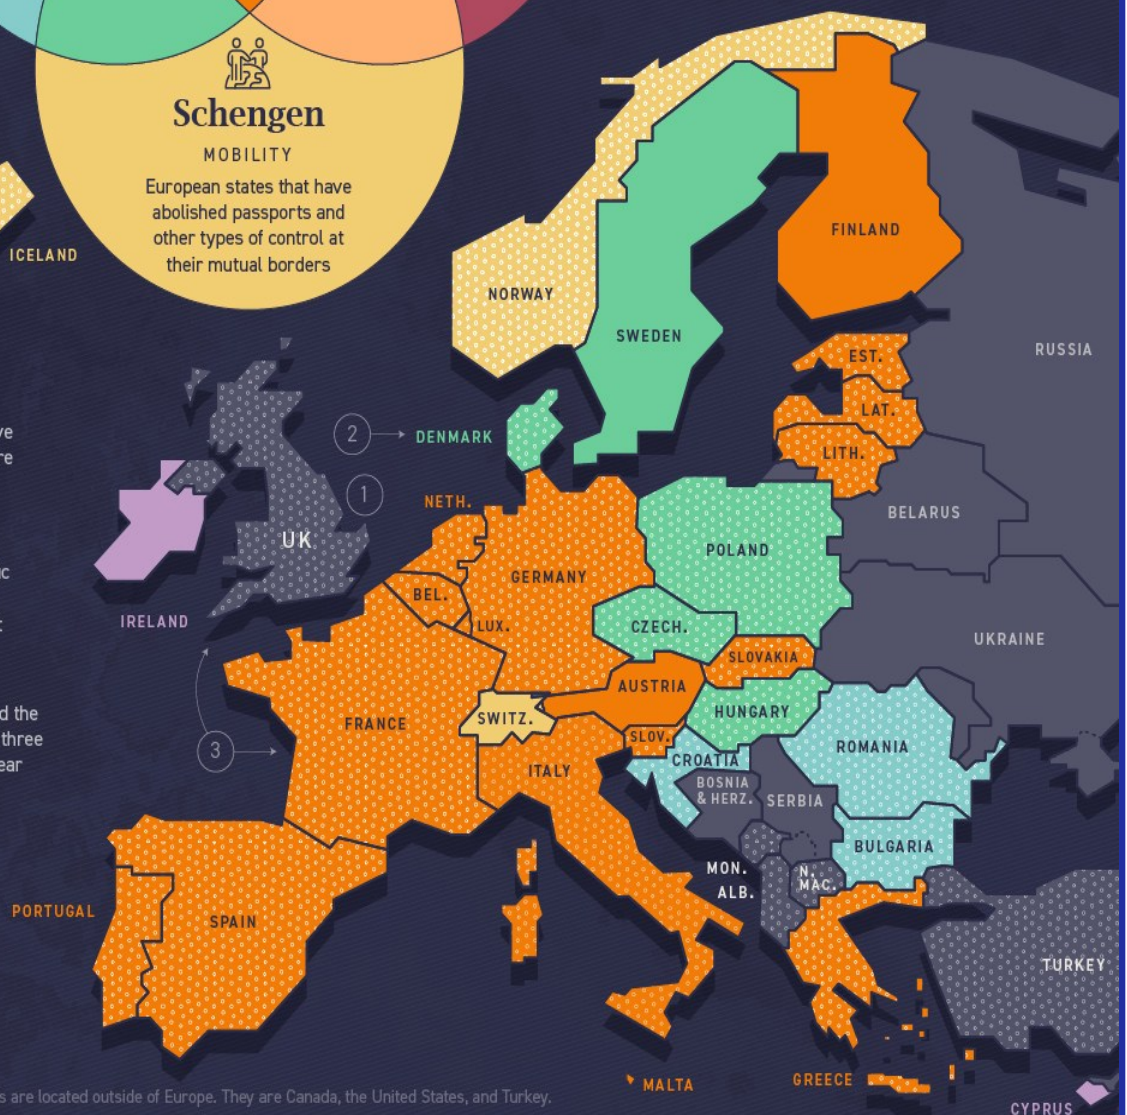 Schengen
MOBILITY
European states that have
abolished passports and
other types of control at
their mutual borders
ICELAND
FINLAND
NORWAY
SWEDEN
RUSSIA
EST.
LAT.
LITH.
2
DENMARK
1
NETH.
BELARUS
UK
POLAND
GERMANY
BEL.
IRELAND
LUX.
CZECH.
UKRAINE
SLOVAKIA
AUSTRIA
the
three
3
FRANCE
SWITZ.
HUNGARY
SLOV.
ROMANIA
CROATIA
ITALY
BOSNIA
& HERZ.
SERBIA
BULGARIA
MON.
ALB.
N.
MAC.
PORTUGAL
SPAIN
TURKEY
MALTA
GREECE
CYPRUS
are located outside of Europe. They are Canada, the United States, and Turkey.